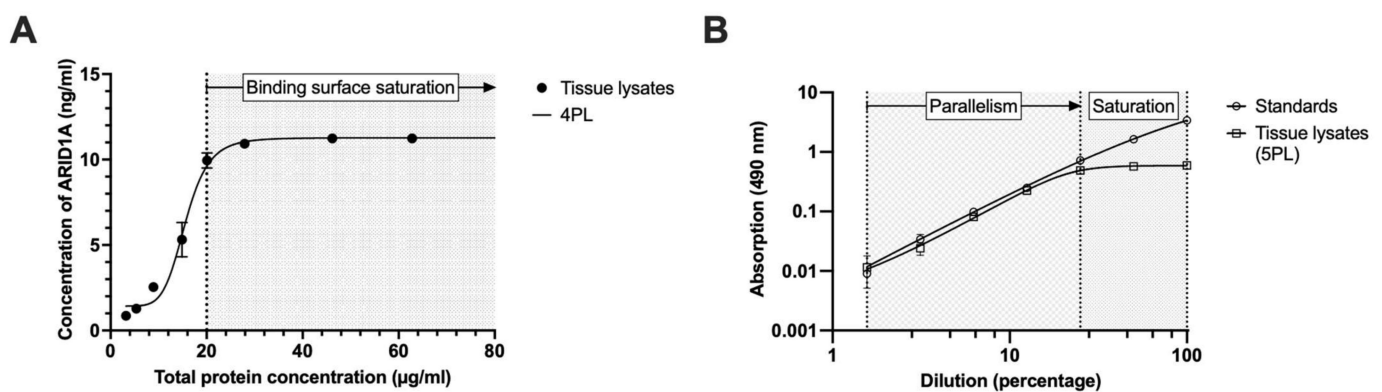 A
Concentration of ARID1A (ng/ml)
15
10
5
0
Binding surface saturation
0 20 40 60 80
Total protein concentration (µg/ml)
Tissue lysates
4PL
B
Absorption (490 nm)
10
1
0.1
0.01
0.001
Parallelism
Saturation
1 10 100
Dilution (percentage)
Standards
Tissue lysates
(5PL)